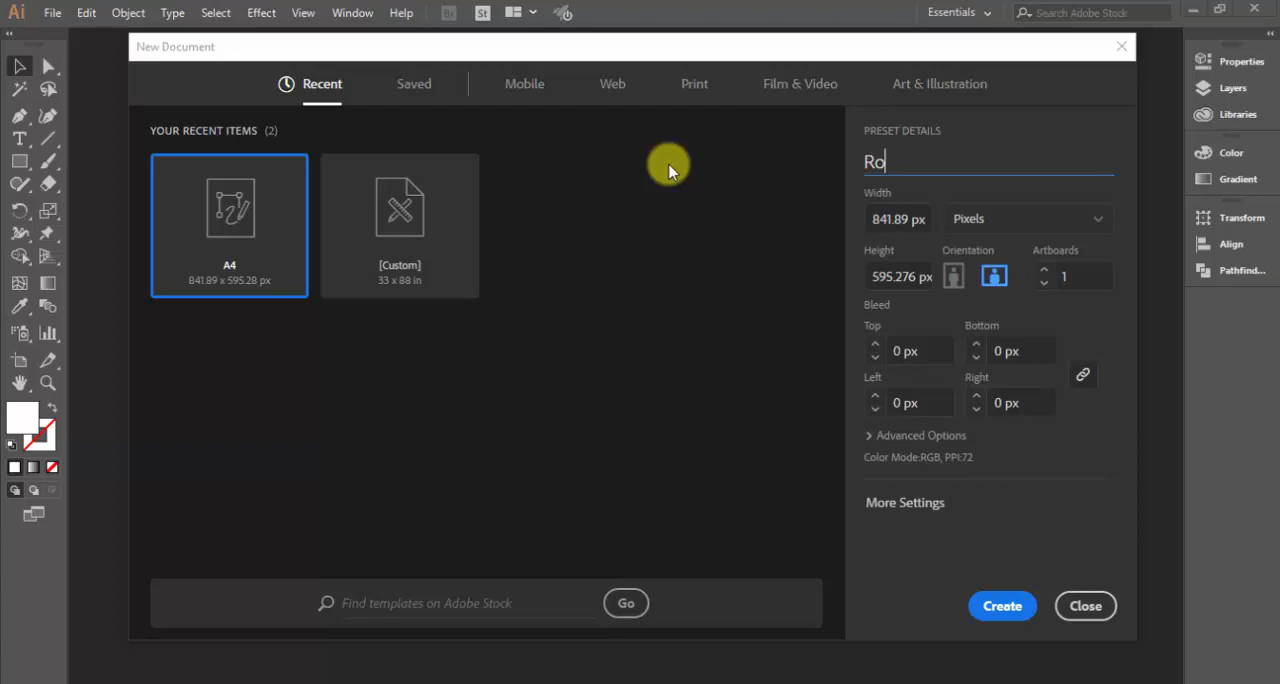 Ai File Edit Object Type Select Effect View Window Help Br St Essentials Search Adobe Stock
New Document
Recent Saved Mobile Web Print Film & Video Art & Illustration
YOUR RECENT ITEMS (2)
A4
841.89 x 595.28 px
[Custom]
33 x 88 in
Find templates on Adobe Stock Go
PRESET DETAILS
Ro
Width
841.89 px Pixels
Height Orientation Artboards
595.276 px 1
Bleed
Top Bottom
0 px 0 px
Left Right
0 px 0 px
Advanced Options
Color Mode:RGB, PPI:72
More Settings
Create Close
Properties
Layers
Libraries
Color
Gradient
Transform
Align
Pathfind...